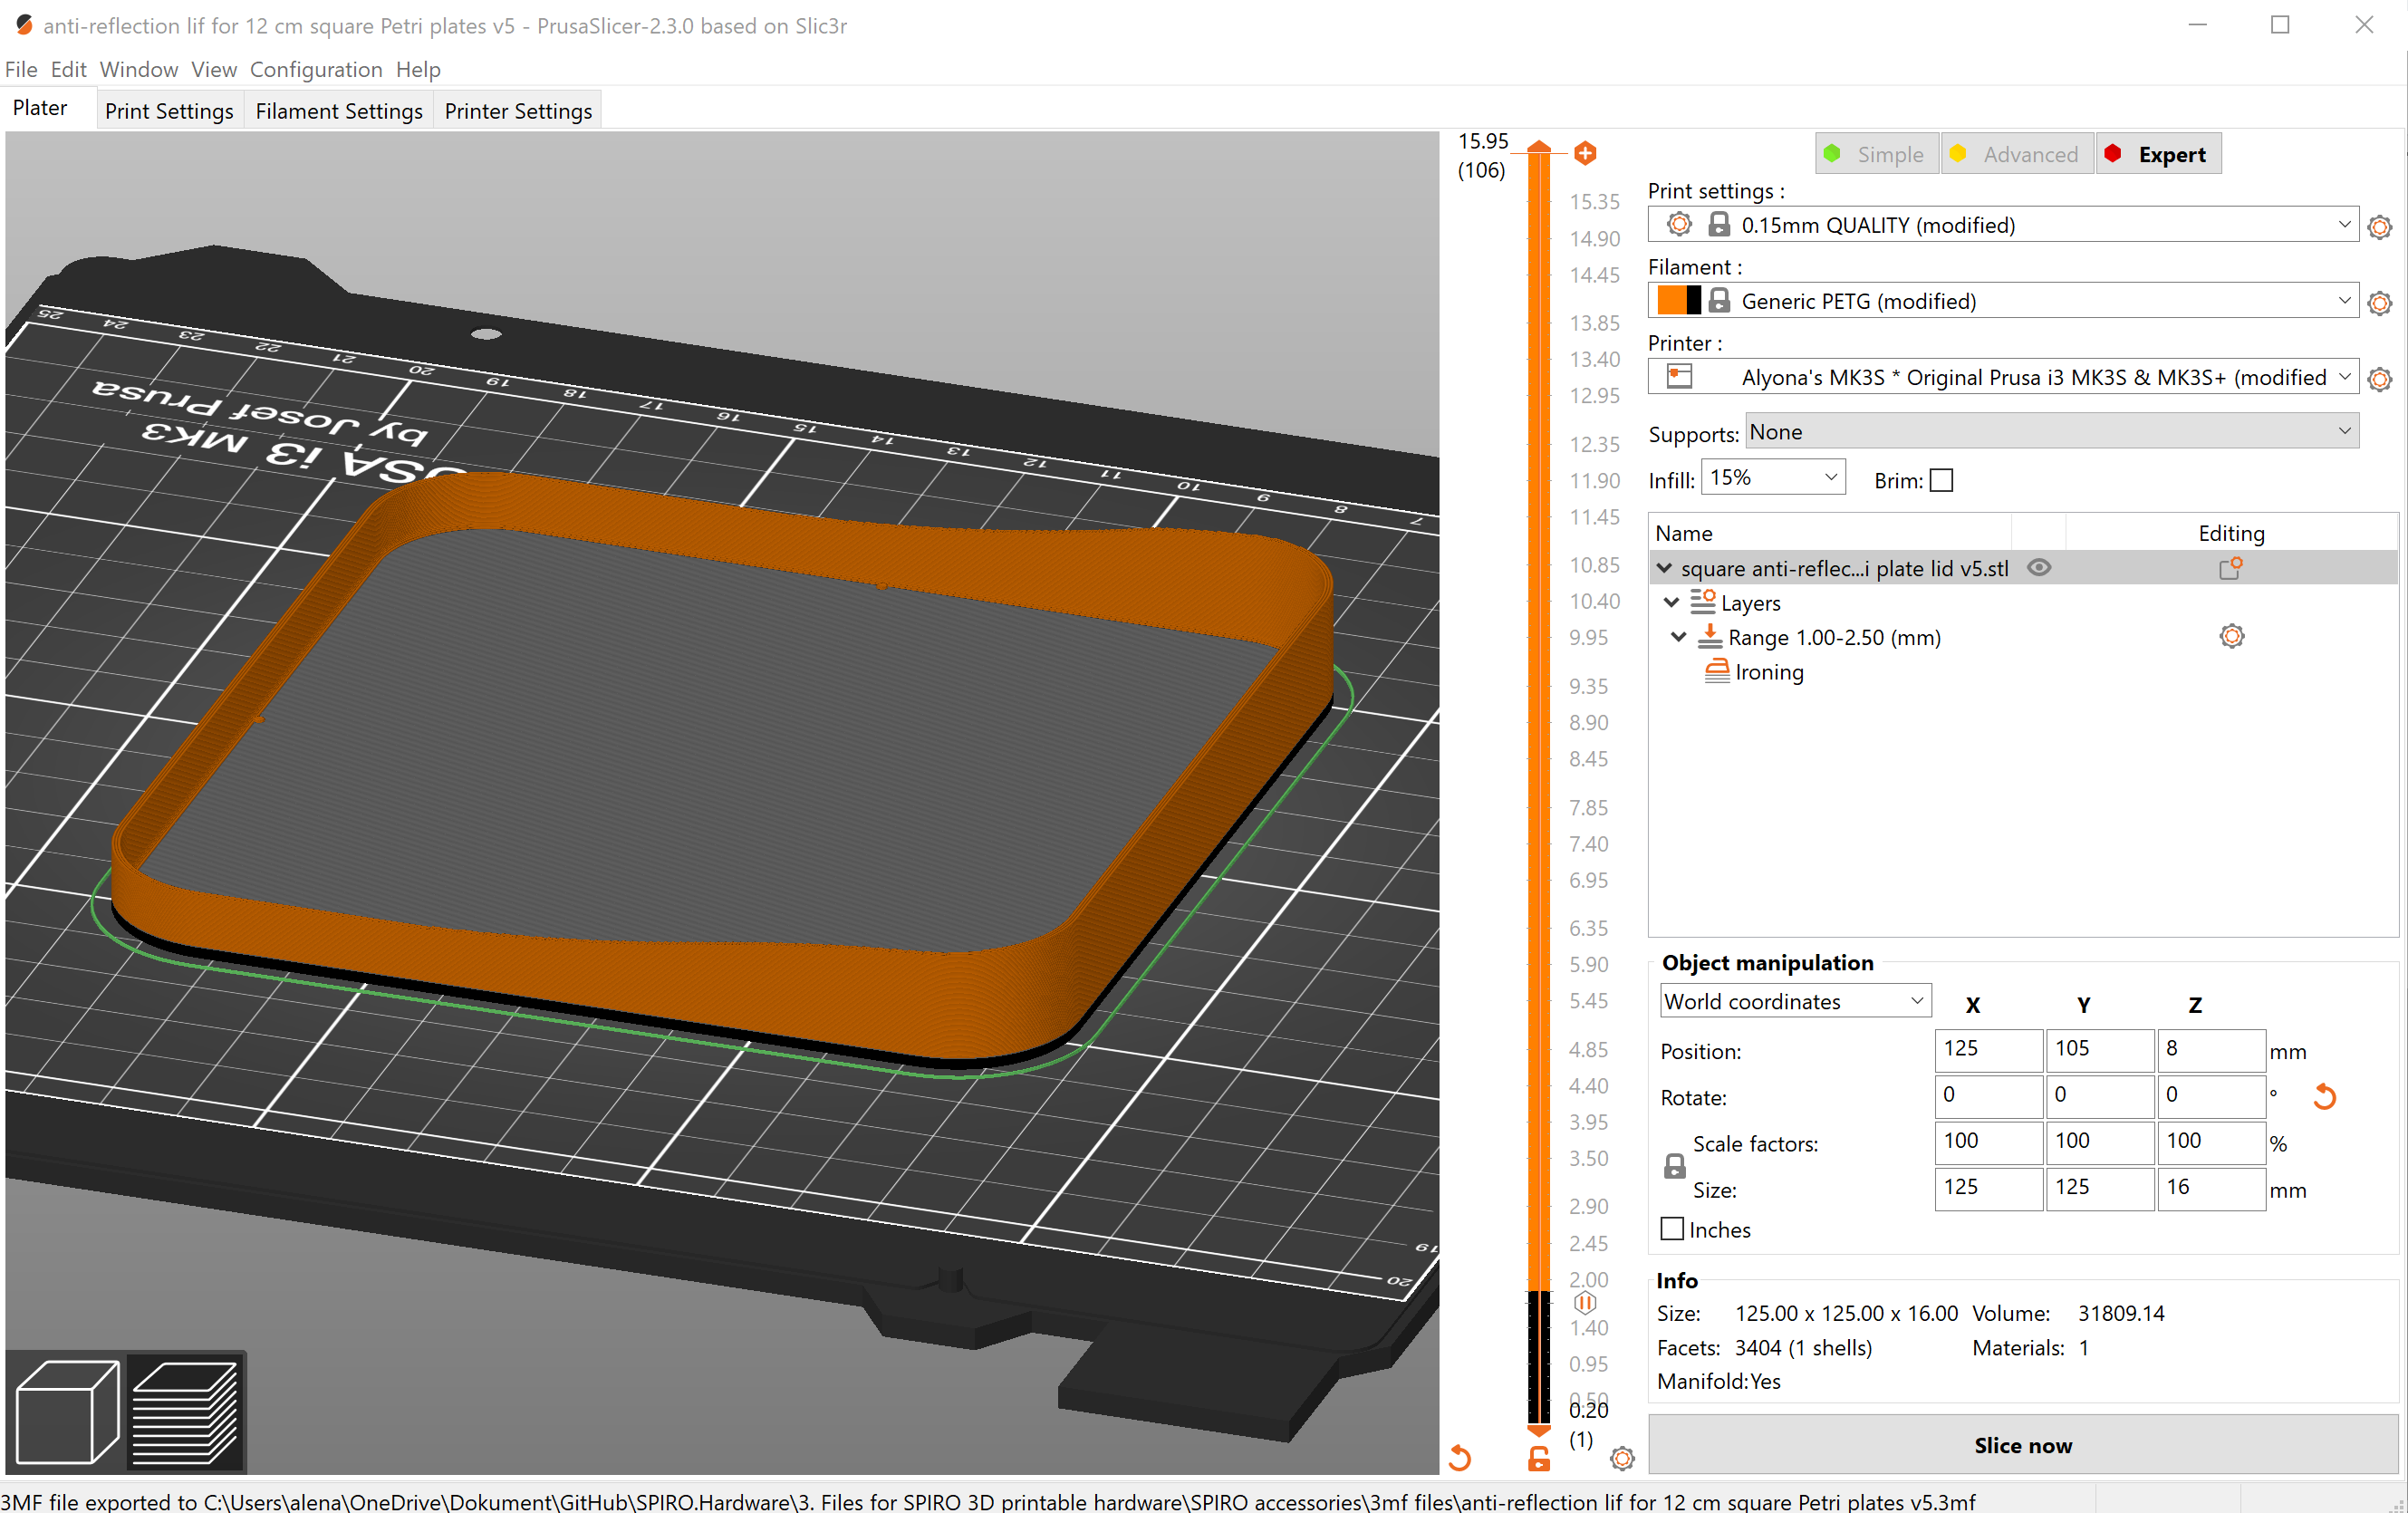 anti-reflection lif for 12 cm square Petri plates v5 - PrusaSlicer-2.3.0 based on Slic3r
File Edit Window View Configuration Help
Plater Print Settings Filament Settings Printer Settings
25 24 23 22 21 20 19 18 17 16 15 14 13 12 11 10 9 8 7
by Josef Prusa
USA i3 MK3
19
20
15.95
(106)
15.35
14.90
14.45
13.85
13.40
12.95
12.35
11.90
11.45
10.85
10.40
9.95
9.35
8.90
8.45
7.85
7.40
6.95
6.35
5.90
5.45
4.85
4.40
3.95
3.50
2.90
2.45
2.00
1.40
0.95
0.50
0.20
(1)
Simple Advanced Expert
Print settings :
0.15mm QUALITY (modified)
Filament :
Generic PETG (modified)
Printer :
Alyona's MK3S * Original Prusa i3 MK3S & MK3S+ (modified
Supports: None
Infill: 15% Brim:
Name Editing
square anti-reflec...i plate lid v5.stl
Layers
Range 1.00-2.50 (mm)
Ironing
Object manipulation
World coordinates X Y Z
Position: 125 105 8 mm
Rotate: 0 0 0 °
Scale factors: 100 100 100 %
Size: 125 125 16 mm
Inches
Info
Size: 125.00 x 125.00 x 16.00 Volume: 31809.14
Facets: 3404 (1 shells) Materials: 1
Manifold:Yes
Slice now
3MF file exported to C:\Users\alena\OneDrive\Dokument\GitHub\SPIRO.Hardware\3. Files for SPIRO 3D printable hardware\SPIRO accessories\3mf files\anti-reflection lif for 12 cm square Petri plates v5.3mf